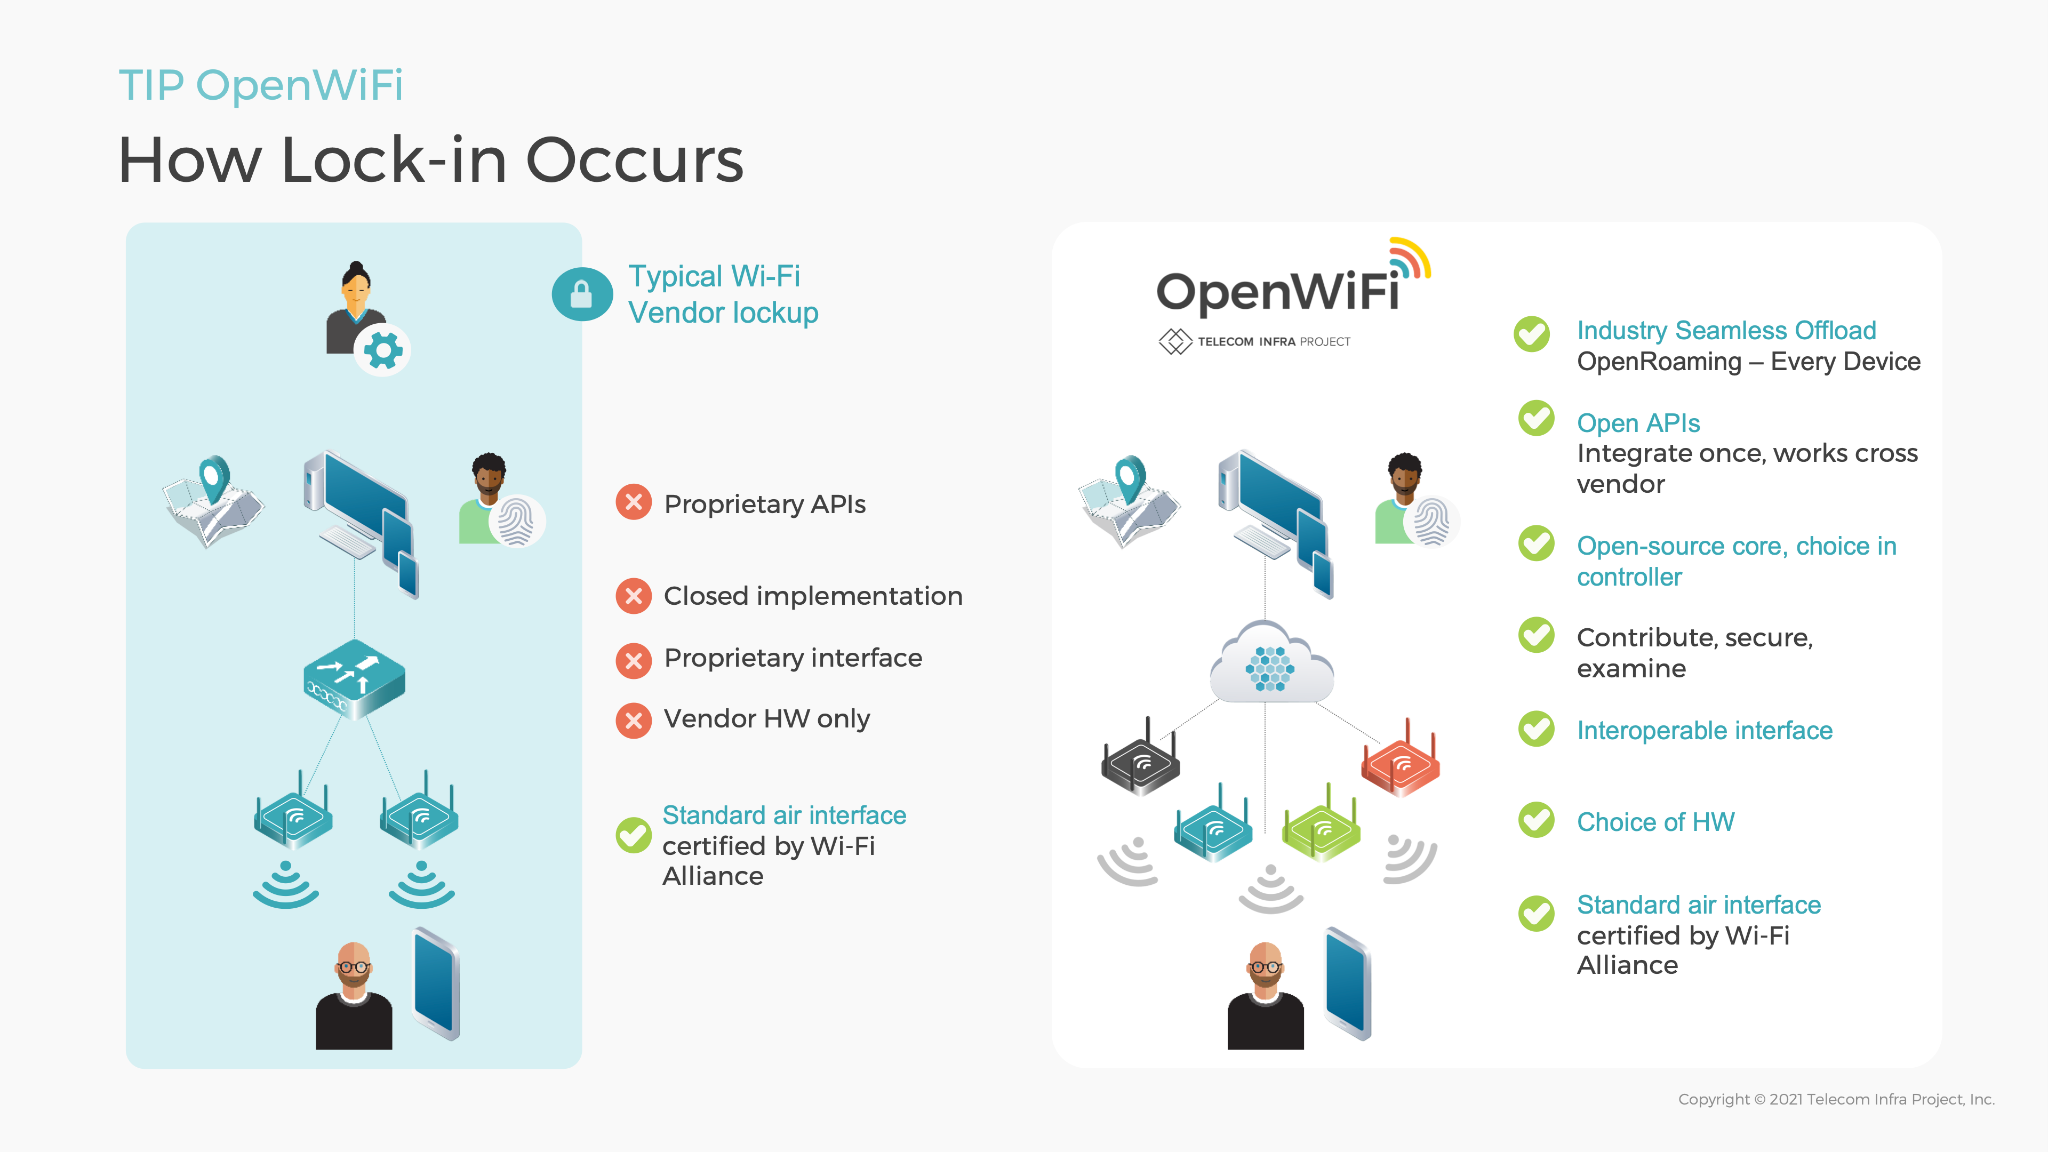 TIP OpenWiFi
How Lock-in Occurs
Typical Wi-Fi
Vendor lockup
Proprietary APIs
Closed implementation
Proprietary interface
Vendor HW only
Standard air interface
certified by Wi-Fi
Alliance
OpenWiFi
TELECOM INFRA PROJECT
Industry Seamless Offload
OpenRoaming – Every Device
Open APIs
Integrate once, works cross
vendor
Open-source core, choice in
controller
Contribute, secure,
examine
Interoperable interface
Choice of HW
Standard air interface
certified by Wi-Fi
Alliance
Copyright © 2021 Telecom Infra Project, Inc.